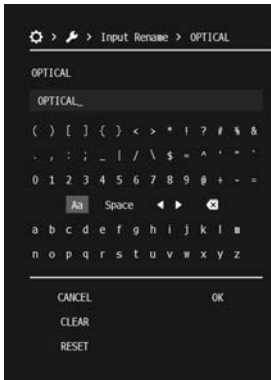 > > Input Rename > OPTICAL
OPTICAL
OPTICAL_
( ) [ ] { } < > * ! ? # % &
. , : ; _ | / \ $ ~ ^ ' " `
0 1 2 3 4 5 6 7 8 9 @ + - =
Aa Space
a b c d e f g h i j k l m
n o p q r s t u v w x y z
CANCEL OK
CLEAR
RESET